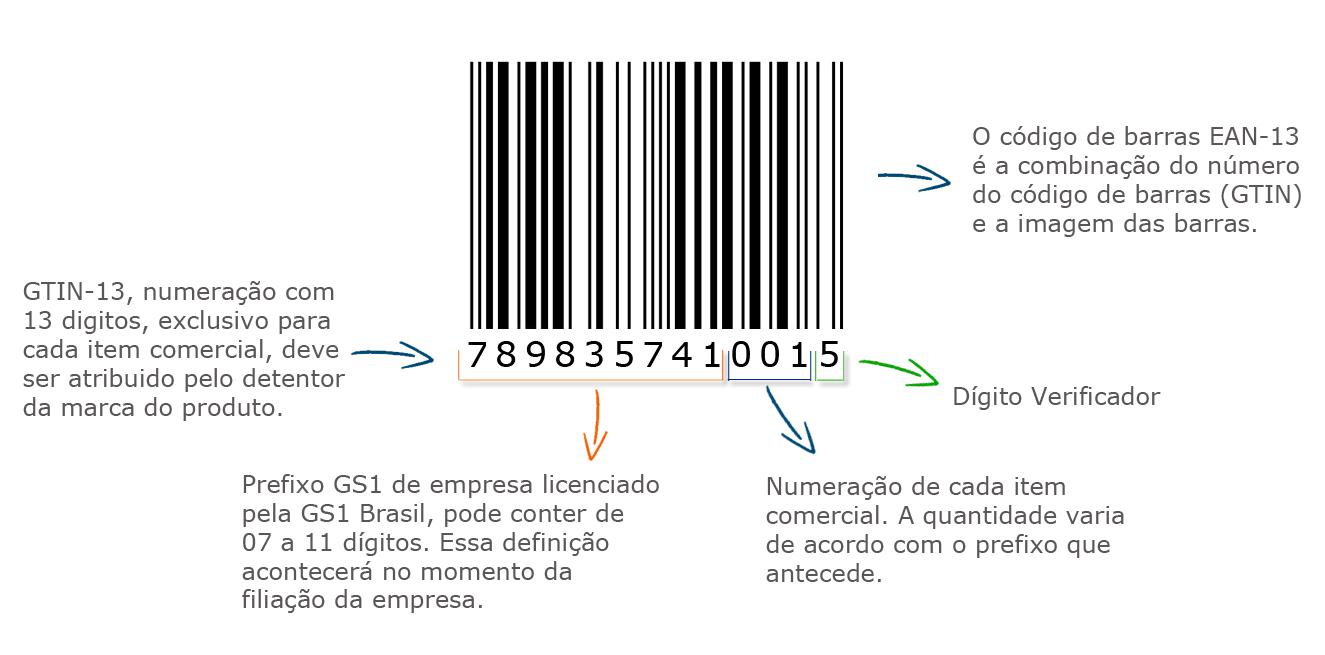 O código de barras EAN-13
é a combinação do número
do código de barras (GTIN)
e a imagem das barras.
GTIN-13, numeração com
13 digitos, exclusivo para
cada item comercial, deve
ser atribuido pelo detentor
da marca do produto.
7898357410015
Dígito Verificador
Prefixo GS1 de empresa licenciado
pela GS1 Brasil, pode conter de
07 a 11 dígitos. Essa definição
acontecerá no momento da
filiação da empresa.
Numeração de cada item
comercial. A quantidade varia
de acordo com o prefixo que
antecede.